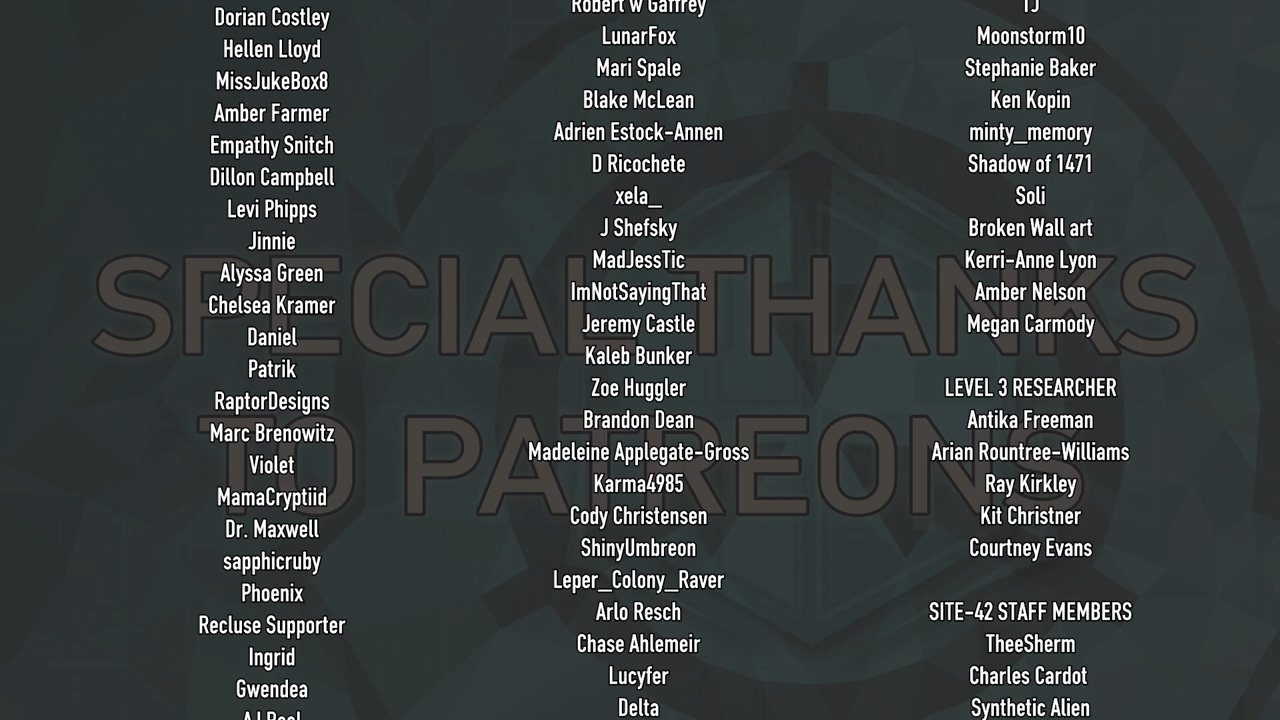 SPECIAL THANKS
TO PATREONS
Dorian Costley
Hellen Lloyd
MissJukeBox8
Amber Farmer
Empathy Snitch
Dillon Campbell
Levi Phipps
Jinnie
Alyssa Green
Chelsea Kramer
Daniel
Patrik
RaptorDesigns
Marc Brenowitz
Violet
MamaCryptiid
Dr. Maxwell
sapphicruby
Phoenix
Recluse Supporter
Ingrid
Gwendea
Robert w Gaffrey
LunarFox
Mari Spale
Blake McLean
Adrien Estock-Annen
D Ricochete
xela_
J Shefsky
MadJessTic
ImNotSayingThat
Jeremy Castle
Kaleb Bunker
Zoe Huggler
Brandon Dean
Madeleine Applegate-Gross
Karma4985
Cody Christensen
ShinyUmbreon
Leper_Colony_Raver
Arlo Resch
Chase Ahlemeir
Lucyfer
Delta
TJ
Moonstorm10
Stephanie Baker
Ken Kopin
minty_memory
Shadow of 1471
Soli
Broken Wall art
Kerri-Anne Lyon
Amber Nelson
Megan Carmody
LEVEL 3 RESEARCHER
Antika Freeman
Arian Rountree-Williams
Ray Kirkley
Kit Christner
Courtney Evans
SITE-42 STAFF MEMBERS
TheeSherm
Charles Cardot
Synthetic Alien